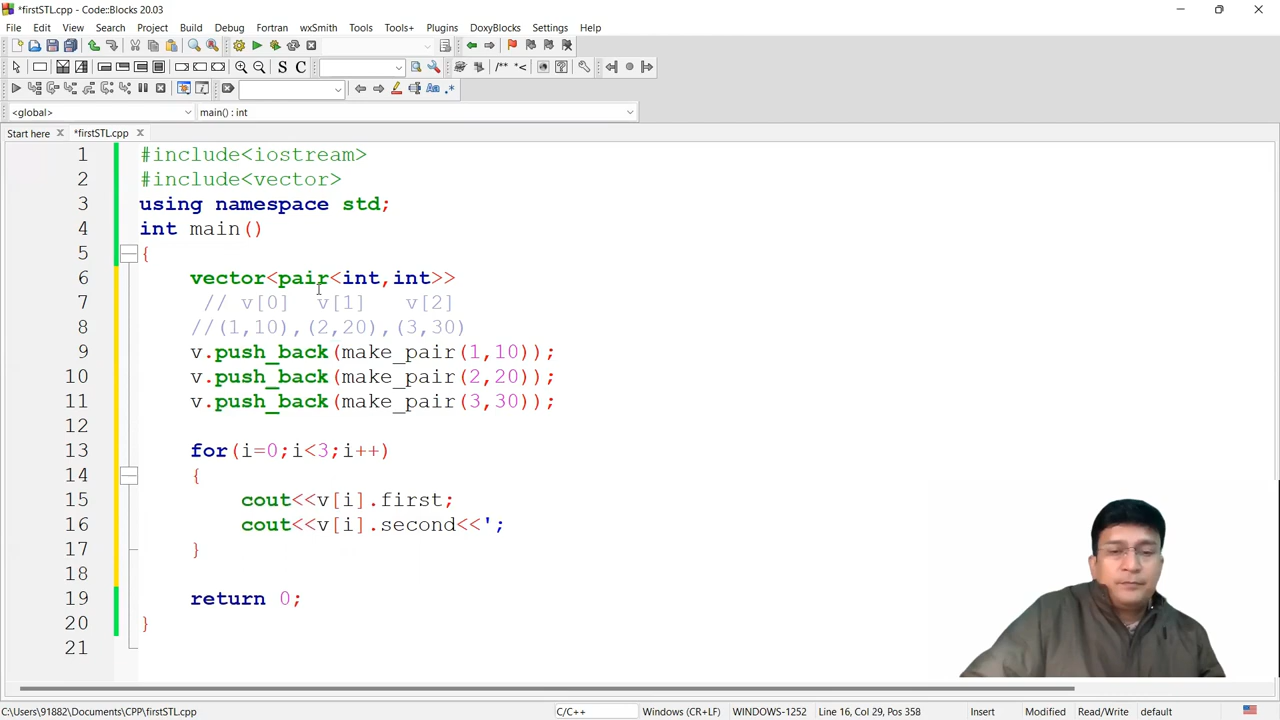 *firstSTL.cpp - Code::Blocks 20.03
File Edit View Search Project Build Debug Fortran wxSmith Tools Tools+ Plugins DoxyBlocks Settings Help
S C /** *<
Aa .*
<global> main() : int
Start here *firstSTL.cpp
1 #include<iostream>
2 #include<vector>
3 using namespace std;
4 int main()
5 {
6 vector<pair<int,int>>
7 // v[0] v[1] v[2]
8 //(1,10),(2,20),(3,30)
9 v.push_back(make_pair(1,10));
10 v.push_back(make_pair(2,20));
11 v.push_back(make_pair(3,30));
12
13 for(i=0;i<3;i++)
14 {
15 cout<<v[i].first;
16 cout<<v[i].second<<';
17 }
18
19 return 0;
20 }
21
C:\Users\91882\Documents\CPP\firstSTL.cpp C/C++ Windows (CR+LF) WINDOWS-1252 Line 16, Col 29, Pos 358 Insert Modified Read/Write default